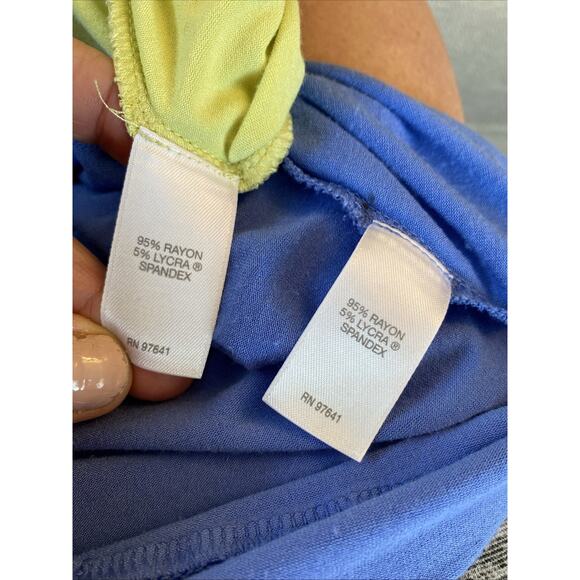 95% RAYON
5% LYCRA ®
SPANDEX
RN 97641
95% RAYON
5% LYCRA ®
SPANDEX
RN 97641